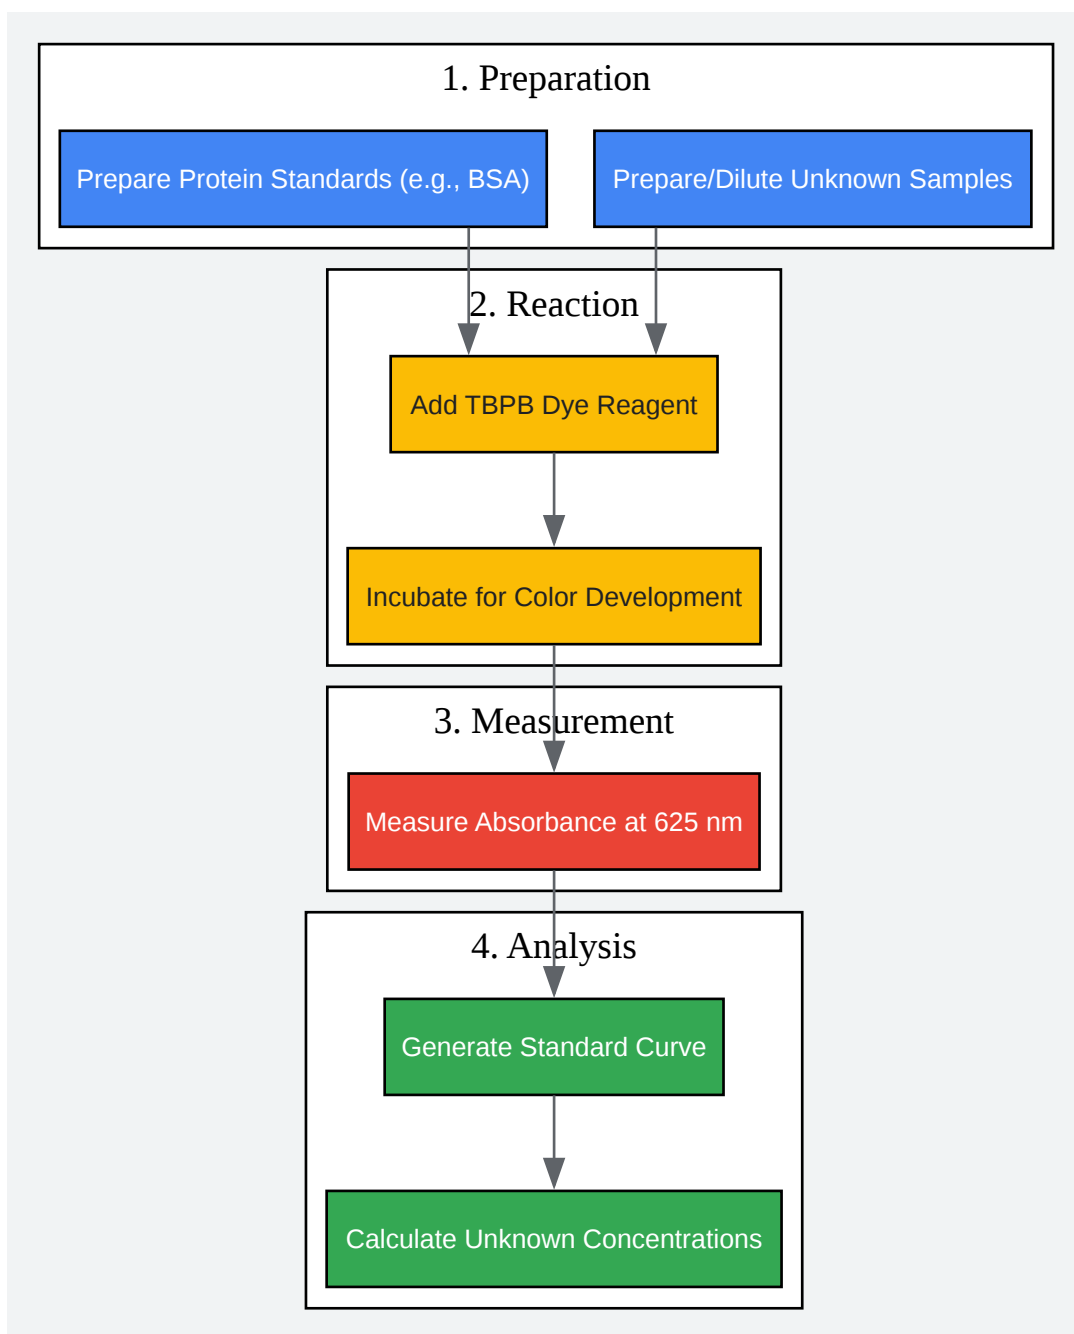 1. Preparation
Prepare Protein Standards (e.g., BSA)
Prepare/Dilute Unknown Samples
2. Reaction
Add TBPB Dye Reagent
Incubate for Color Development
3. Measurement
Measure Absorbance at 625 nm
4. Analysis
Generate Standard Curve
Calculate Unknown Concentrations